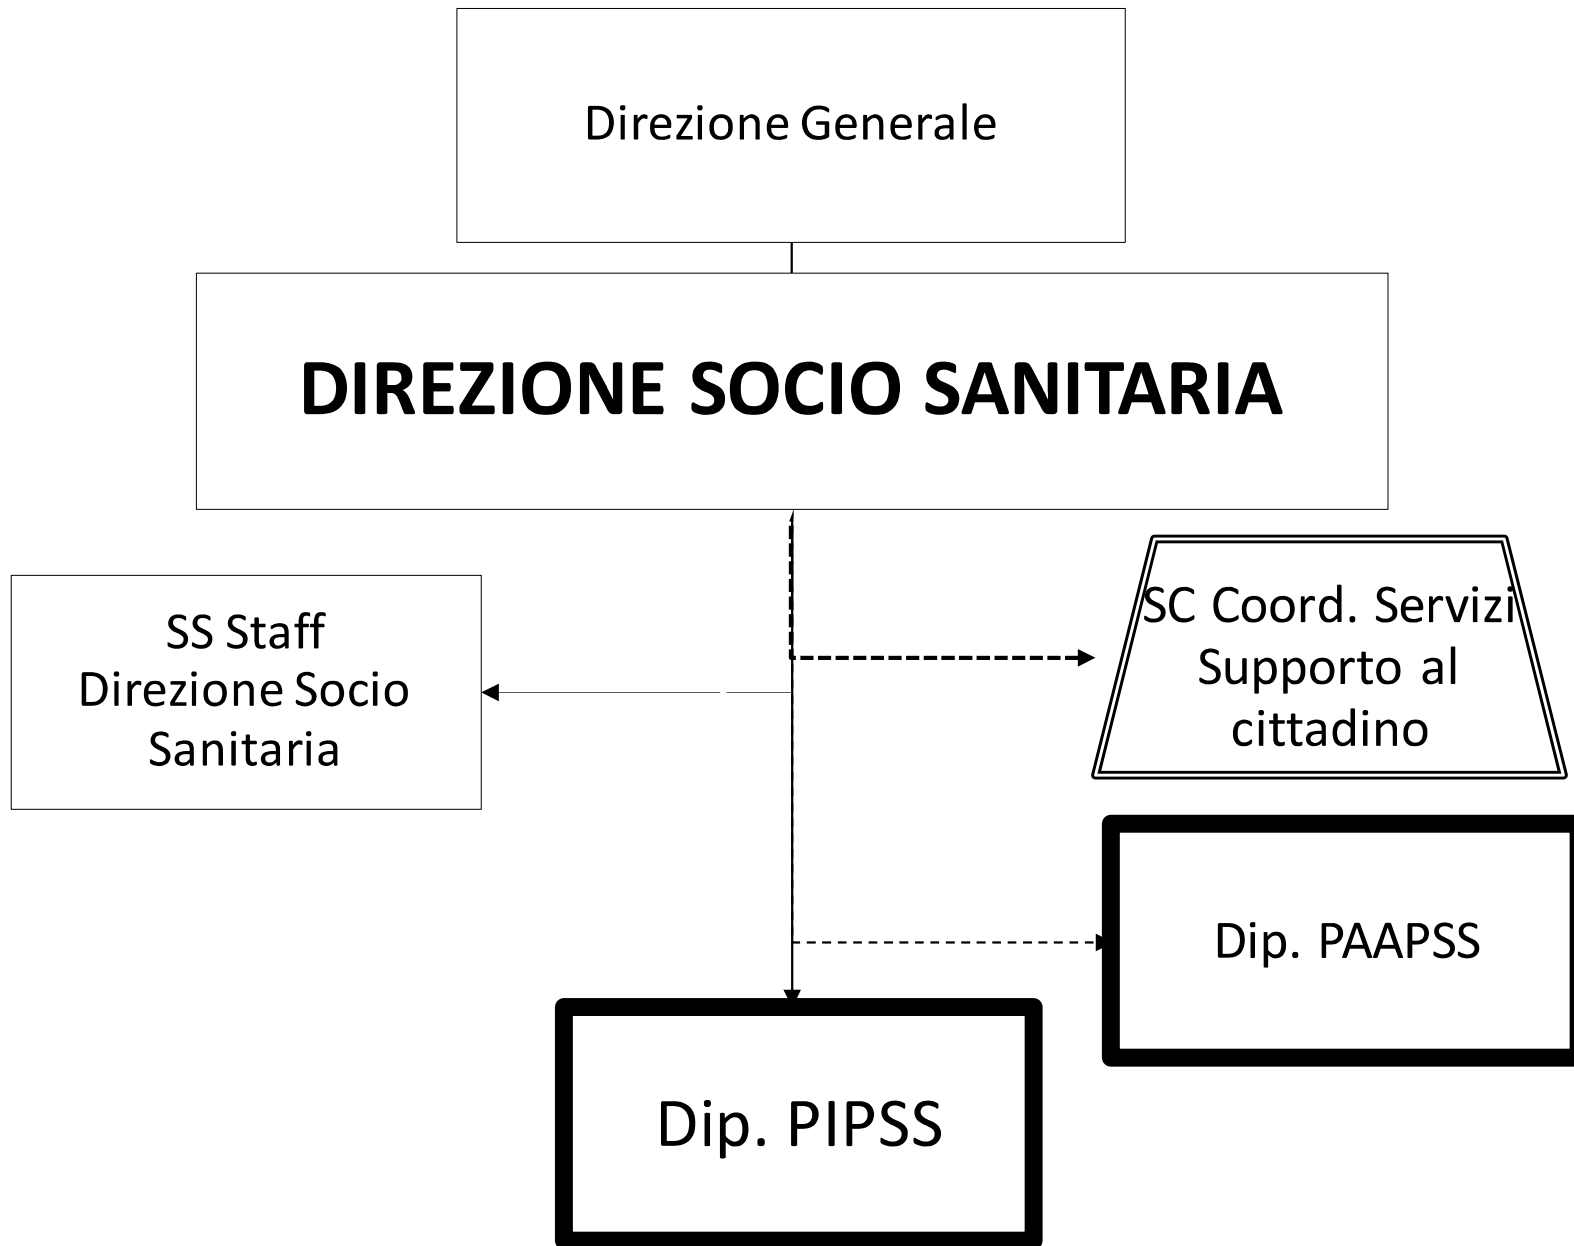 Direzione Generale
DIREZIONE SOCIO SANITARIA
SS Staff
Direzione Socio
Sanitaria
SC Coord. Servizi
Supporto al
cittadino
Dip. PAAPSS
Dip. PIPSS